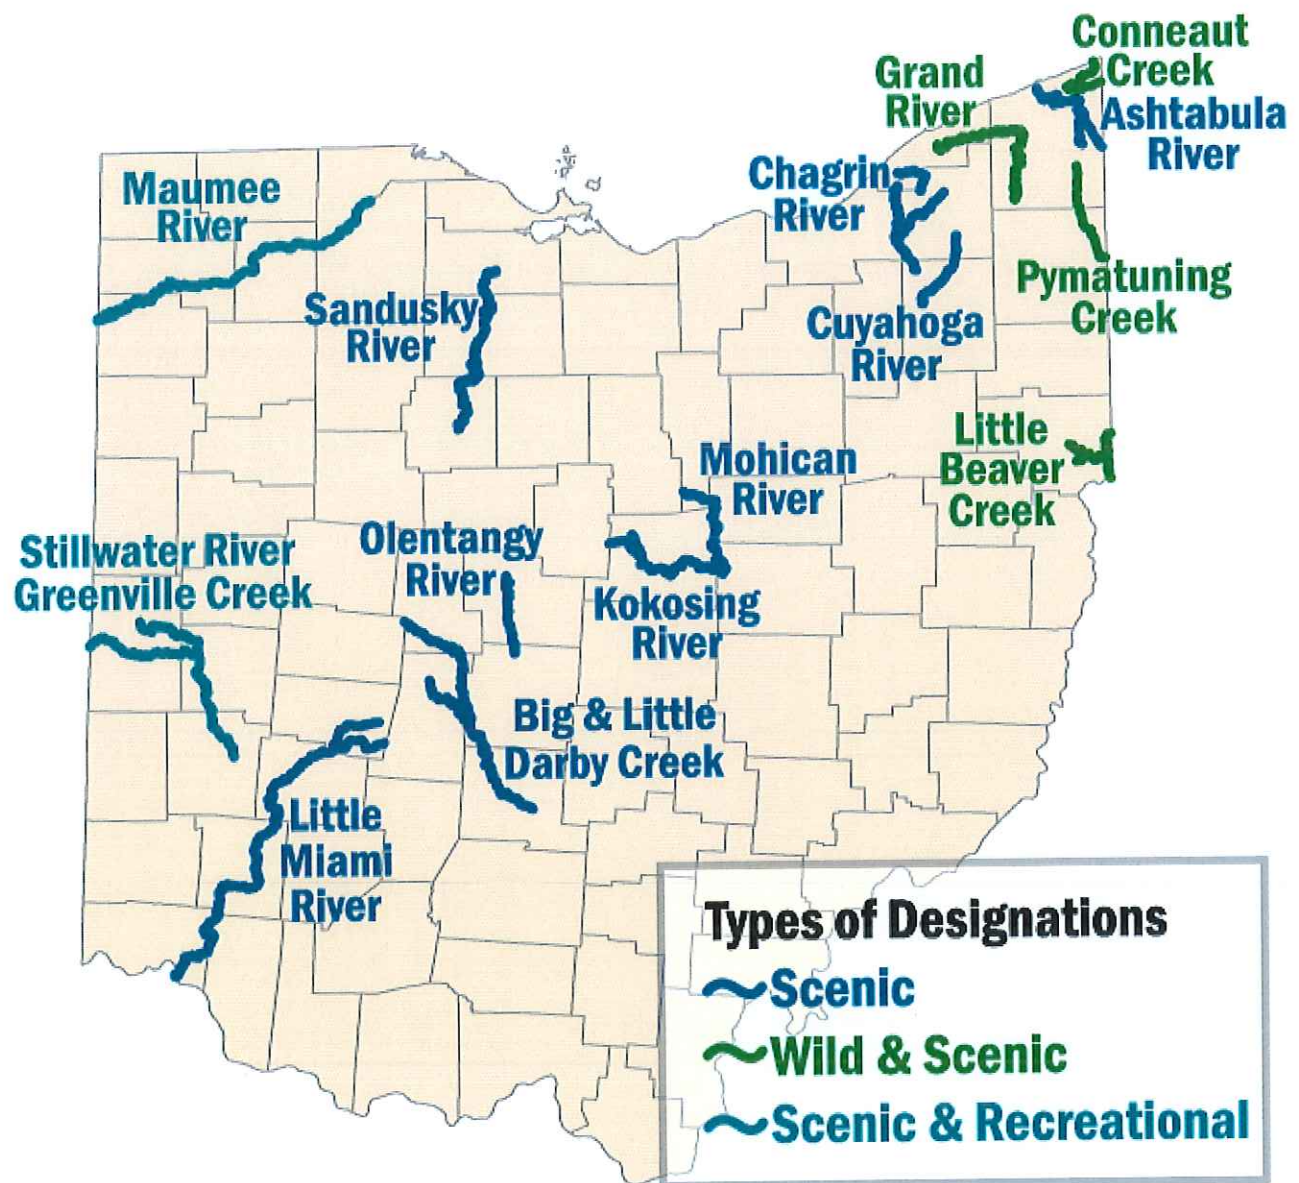 Conneaut
Creek
Grand
River
Ashtabula
River
Chagrin
River
Maumee
River
Pymatuning
Creek
Sandusky
River
Cuyahoga
River
Little
Beaver
Creek
Mohican
River
Olentangy
River
Stillwater River
Greenville Creek
Kokosing
River
Big & Little
Darby Creek
Little
Miami
River
Types of Designations
Scenic
Wild & Scenic
Scenic & Recreational